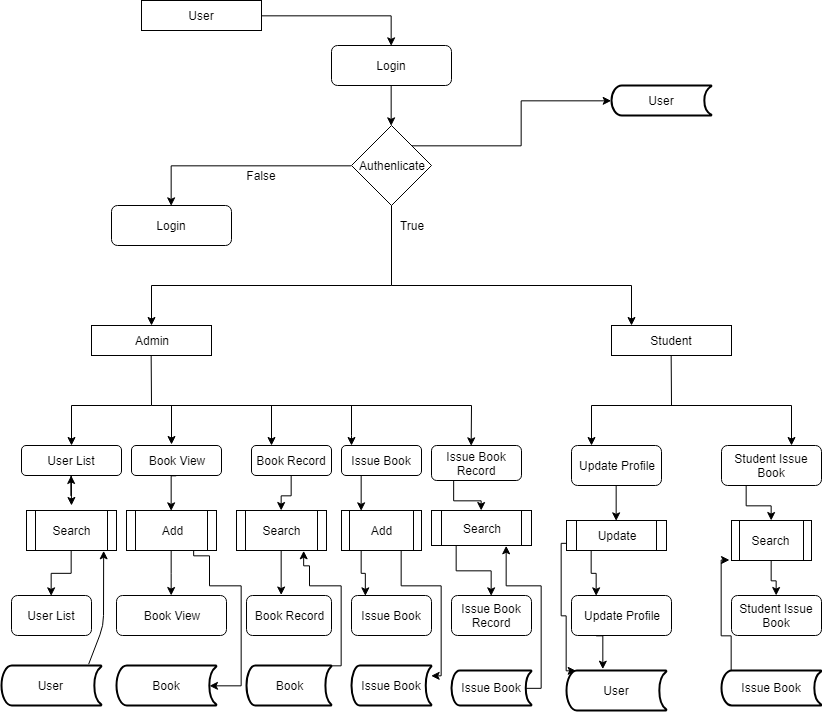 User
Login
User
Authenlicate
False
Login
True
Admin
Student
User List
Book View
Book Record
Issue Book
Issue Book
Record
Update Profile
Student Issue
Book
Search
Add
Search
Add
Search
Update
Search
User List
Book View
Book Record
Issue Book
Issue Book
Record
Update Profile
Student Issue
Book
User
Book
Book
Issue Book
Issue Book
User
Issue Book